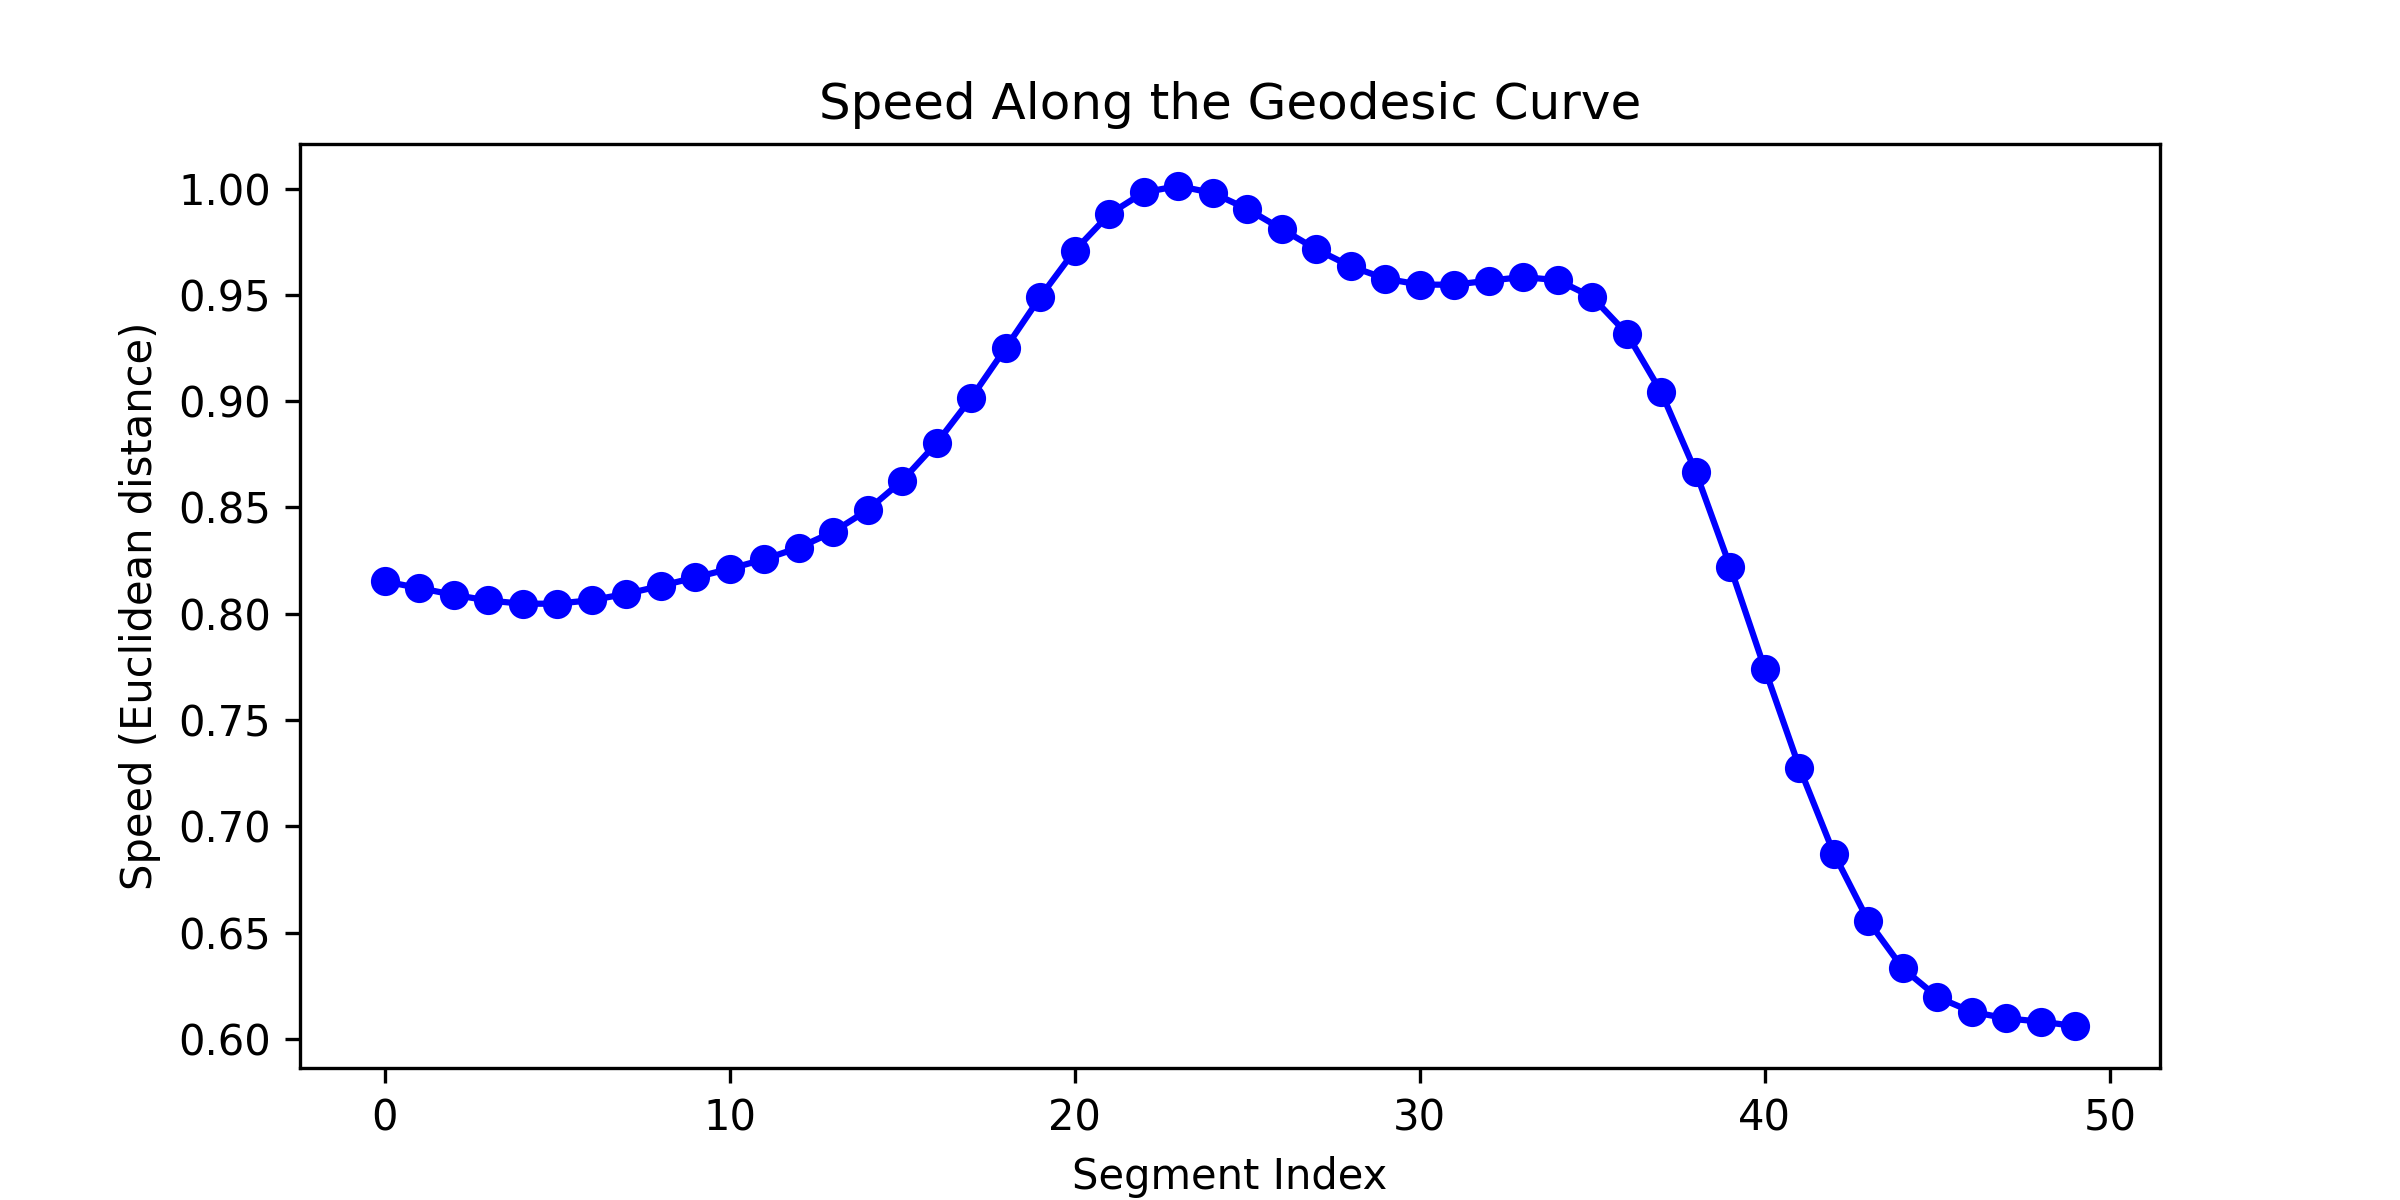 Speed Along the Geodesic Curve
Speed (Euclidean distance)
1.00
0.95
0.90
0.85
0.80
0.75
0.70
0.65
0.60
0 10 20 30 40 50
Segment Index